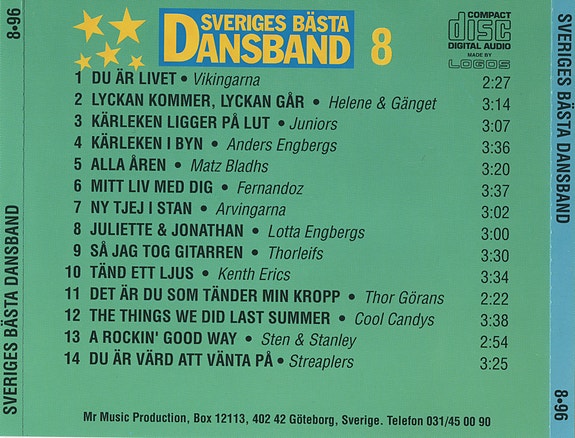 8•96
SVERIGES BÄSTA DANSBAND
SVERIGES BÄSTA
DANSBAND 8
COMPACT
disc
DIGITAL AUDIO
MADE BY
LOGOS
1 DU ÄR LIVET • Vikingarna 2:27
2 LYCKAN KOMMER, LYCKAN GÅR • Helene & Gänget 3:14
3 KÄRLEKEN LIGGER PÅ LUT • Juniors 3:07
4 KÄRLEKEN I BYN • Anders Engbergs 3:36
5 ALLA ÅREN • Matz Bladhs 3:20
6 MITT LIV MED DIG • Fernandoz 3:37
7 NY TJEJ I STAN • Arvingarna 3:02
8 JULIETTE & JONATHAN • Lotta Engbergs 3:00
9 SÅ JAG TOG GITARREN • Thorleifs 3:30
10 TÄND ETT LJUS • Kenth Erics 3:34
11 DET ÄR DU SOM TÄNDER MIN KROPP • Thor Görans 2:22
12 THE THINGS WE DID LAST SUMMER • Cool Candys 3:38
13 A ROCKIN' GOOD WAY • Sten & Stanley 2:54
14 DU ÄR VÄRD ATT VÄNTA PÅ • Streaplers 3:25
Mr Music Production, Box 12113, 402 42 Göteborg, Sverige. Telefon 031/45 00 90
SVERIGES BÄSTA DANSBAND
8•96